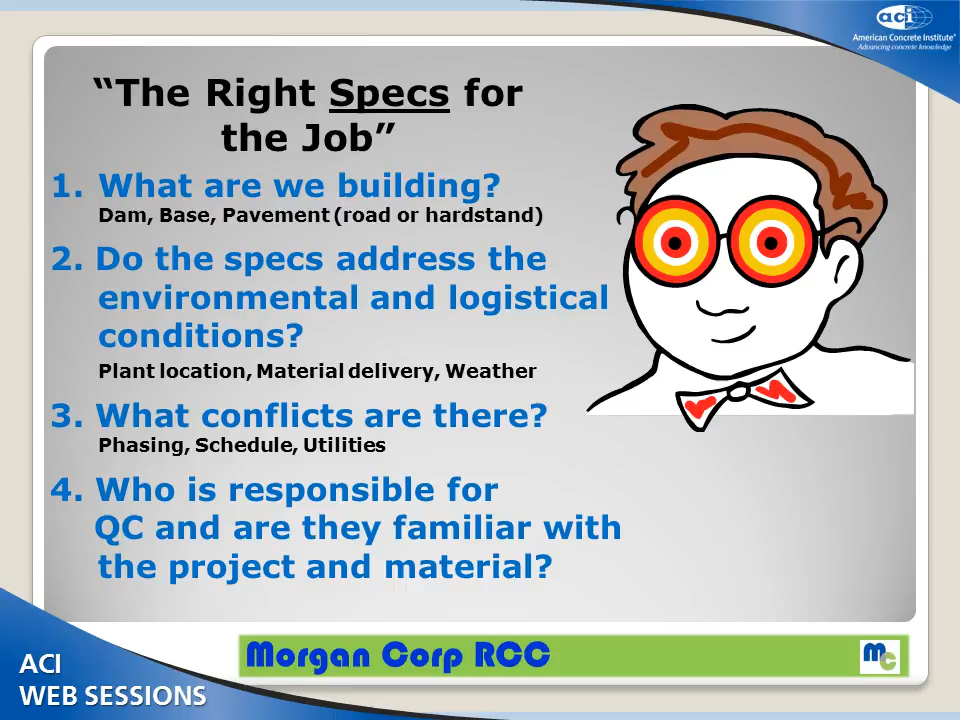 aci
American Concrete Institute®
Advancing concrete knowledge
“The Right Specs for
the Job”
1. What are we building?
Dam, Base, Pavement (road or hardstand)
2. Do the specs address the
environmental and logistical
conditions?
Plant location, Material delivery, Weather
3. What conflicts are there?
Phasing, Schedule, Utilities
4. Who is responsible for
QC and are they familiar with
the project and material?
Morgan Corp RCC
MC
ACI
WEB SESSIONS